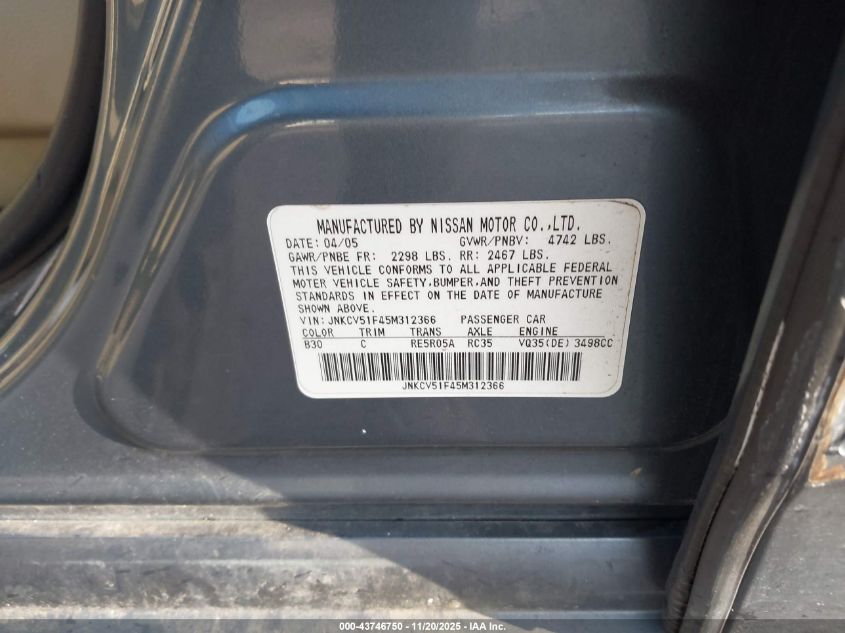 MANUFACTURED BY NISSAN MOTOR CO.,LTD.
DATE: 04/05 GVWR/PNBV: 4742 LBS.
GAWR/PNBE FR: 2298 LBS. RR: 2467 LBS.
THIS VEHICLE CONFORMS TO ALL APPLICABLE FEDERAL
MOTOR VEHICLE SAFETY,BUMPER,AND THEFT PREVENTION
STANDARDS IN EFFECT ON THE DATE OF MANUFACTURE
SHOWN ABOVE.
VIN: JNKCV51F45M312366 PASSENGER CAR
COLOR TRIM TRANS AXLE ENGINE
B30 C RE5R05A RC35 VQ35(DE) 3498CC
JNKCV51F45M312366
000-43746750 - 11/20/2025 - IAA Inc.